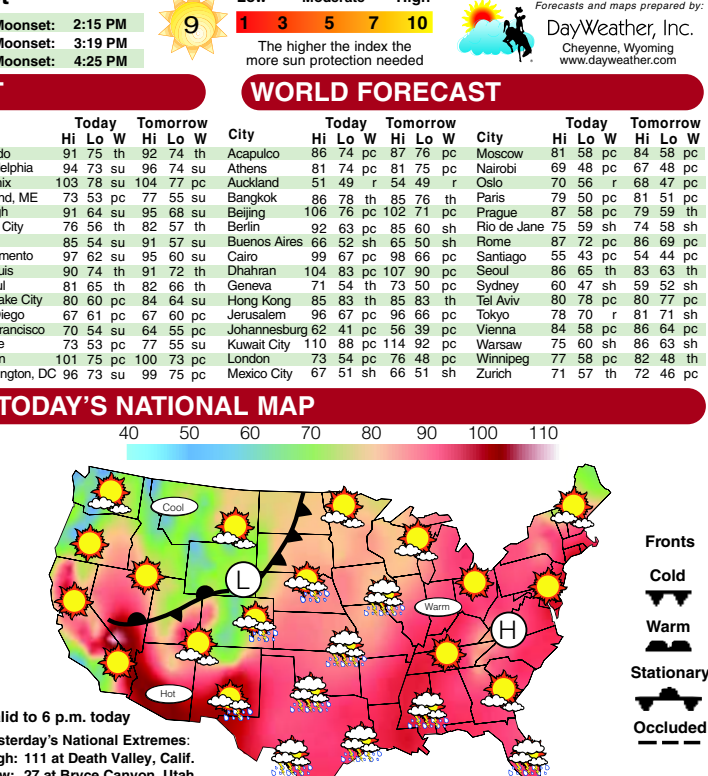 Moonset: 2:15 PM
Moonset: 3:19 PM
Moonset: 4:25 PM
9
1 3 5 7 10
The higher the index the
more sun protection needed
Forecasts and maps prepared by:
DayWeather, Inc.
Cheyenne, Wyoming
www.dayweather.com
WORLD FORECAST
Today Tomorrow
Hi Lo W Hi Lo W
91 75 th 92 74 th
94 73 su 96 74 su
103 78 su 104 77 pc
73 53 pc 77 55 su
91 64 su 95 68 su
City 76 56 th 82 57 th
85 54 su 91 57 su
97 62 su 95 60 su
90 74 th 91 72 th
81 65 th 82 66 th
80 60 pc 84 64 su
67 61 pc 67 60 pc
70 54 su 64 55 pc
73 53 pc 77 55 su
101 75 pc 100 73 pc
DC 96 73 su 99 75 pc
Today Tomorrow
City Hi Lo W Hi Lo W
Acapulco 86 74 pc 87 76 pc
Athens 81 74 pc 81 75 pc
Auckland 51 49 r 54 49 r
Bangkok 86 78 th 85 76 th
Beijing 106 76 pc 102 71 pc
Berlin 92 63 pc 85 60 sh
Buenos Aires 66 52 sh 65 50 sh
Cairo 99 67 pc 98 66 pc
Dhahran 104 83 pc 107 90 pc
Geneva 71 54 th 73 50 pc
Hong Kong 85 83 th 85 83 th
Jerusalem 96 67 pc 96 66 pc
Johannesburg 62 41 pc 56 39 pc
Kuwait City 110 88 pc 114 92 pc
London 73 54 pc 76 48 pc
Mexico City 67 51 sh 66 51 sh
Today Tomorrow
City Hi Lo W Hi Lo W
Moscow 81 58 pc 84 58 pc
Nairobi 69 48 pc 67 48 pc
Oslo 70 56 r 68 47 pc
Paris 79 50 pc 81 51 pc
Prague 87 58 pc 79 59 th
Rio de Jane 75 59 sh 74 58 sh
Rome 87 72 pc 86 69 pc
Santiago 55 43 pc 54 44 pc
Seoul 86 65 th 83 63 th
Sydney 60 47 sh 59 52 sh
Tel Aviv 80 78 pc 80 77 pc
Tokyo 78 70 r 81 71 sh
Vienna 84 58 pc 86 64 pc
Warsaw 75 60 sh 86 63 sh
Winnipeg 77 58 pc 82 48 th
Zurich 71 57 th 72 46 pc
TODAY'S NATIONAL MAP
40 50 60 70 80 90 100 110
Cool
L
Warm
H
Hot
Fronts
Cold
Warm
Stationary
Occluded
to 6 p.m. today
National Extremes:
111 at Death Valley, Calif.
27 at Bryce Canyon, Utah